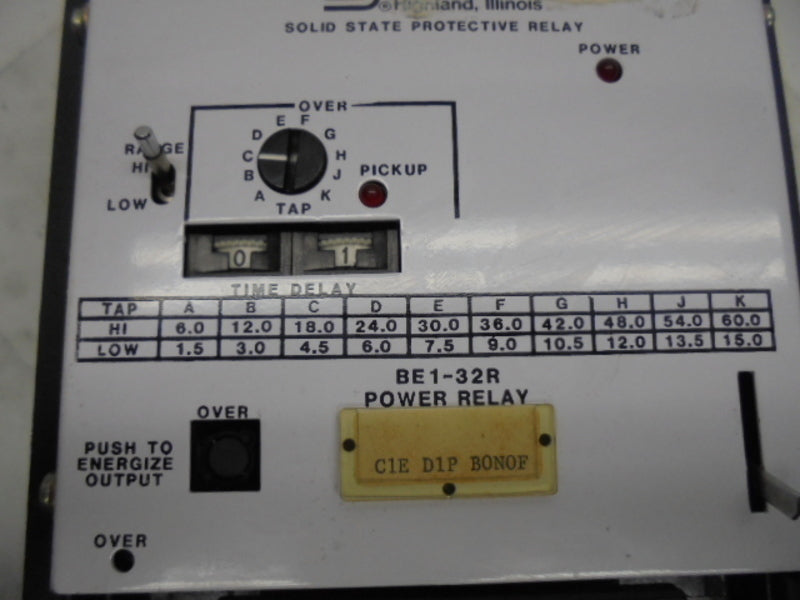 ® Highland, Illinois
SOLID STATE PROTECTIVE RELAY
POWER
OVER
E F
D G
C H
B J
A K
TAP
PICKUP
RANGE
HI
LOW
0 1
TIME DELAY
TAP A B C D E F G H J K
HI 6.0 12.0 18.0 24.0 30.0 36.0 42.0 48.0 54.0 60.0
LOW 1.5 3.0 4.5 6.0 7.5 9.0 10.5 12.0 13.5 15.0
BE1-32R
POWER RELAY
C1E D1P B0N0F
OVER
PUSH TO
ENERGIZE
OUTPUT
OVER